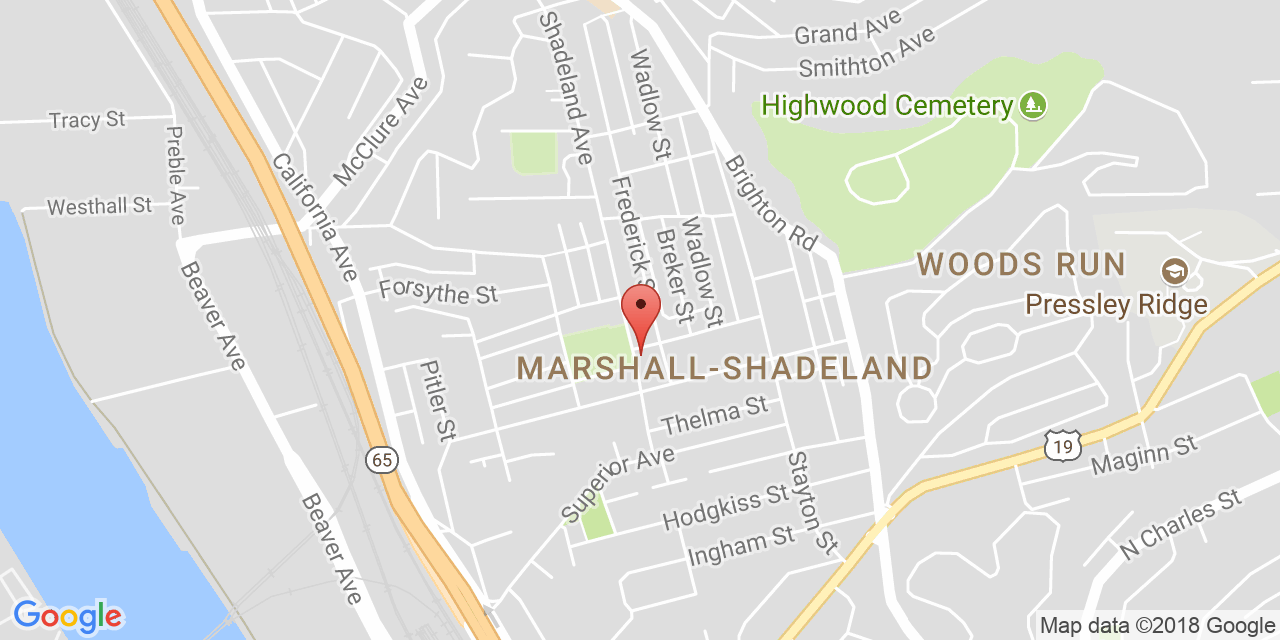 Grand Ave
Smithton Ave
Shadeland Ave
Wadlow St
McClure Ave
Highwood Cemetery
Tracy St
Preble Ave
California Ave
Brighton Rd
Westhall St
Frederick S
Wadlow St
Breker St
WOODS RUN
Pressley Ridge
Forsythe St
Beaver Ave
MARSHALL-SHADELAND
Pitler St
Thelma St
65
19
Superior Ave
Stayton St
Maginn St
Hodgkiss St
N Charles St
Ingham St
Beaver Ave
Google
Map data ©2018 Google